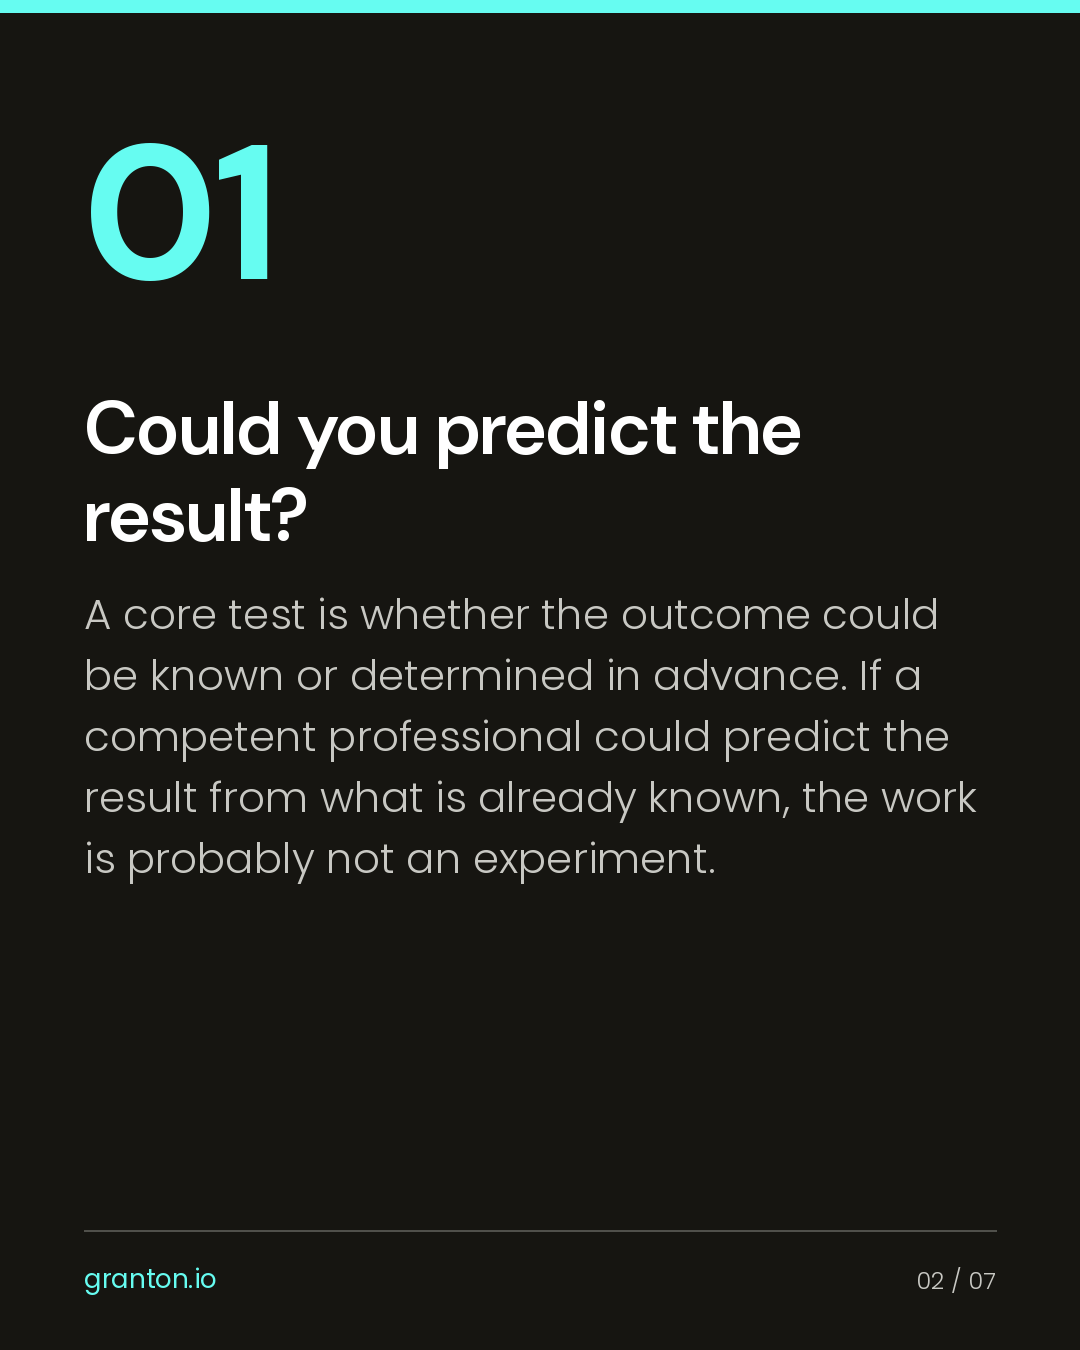 01
Could you predict the
result?
A core test is whether the outcome could
be known or determined in advance. If a
competent professional could predict the
result from what is already known, the work
is probably not an experiment.
granton.io
02 / 07